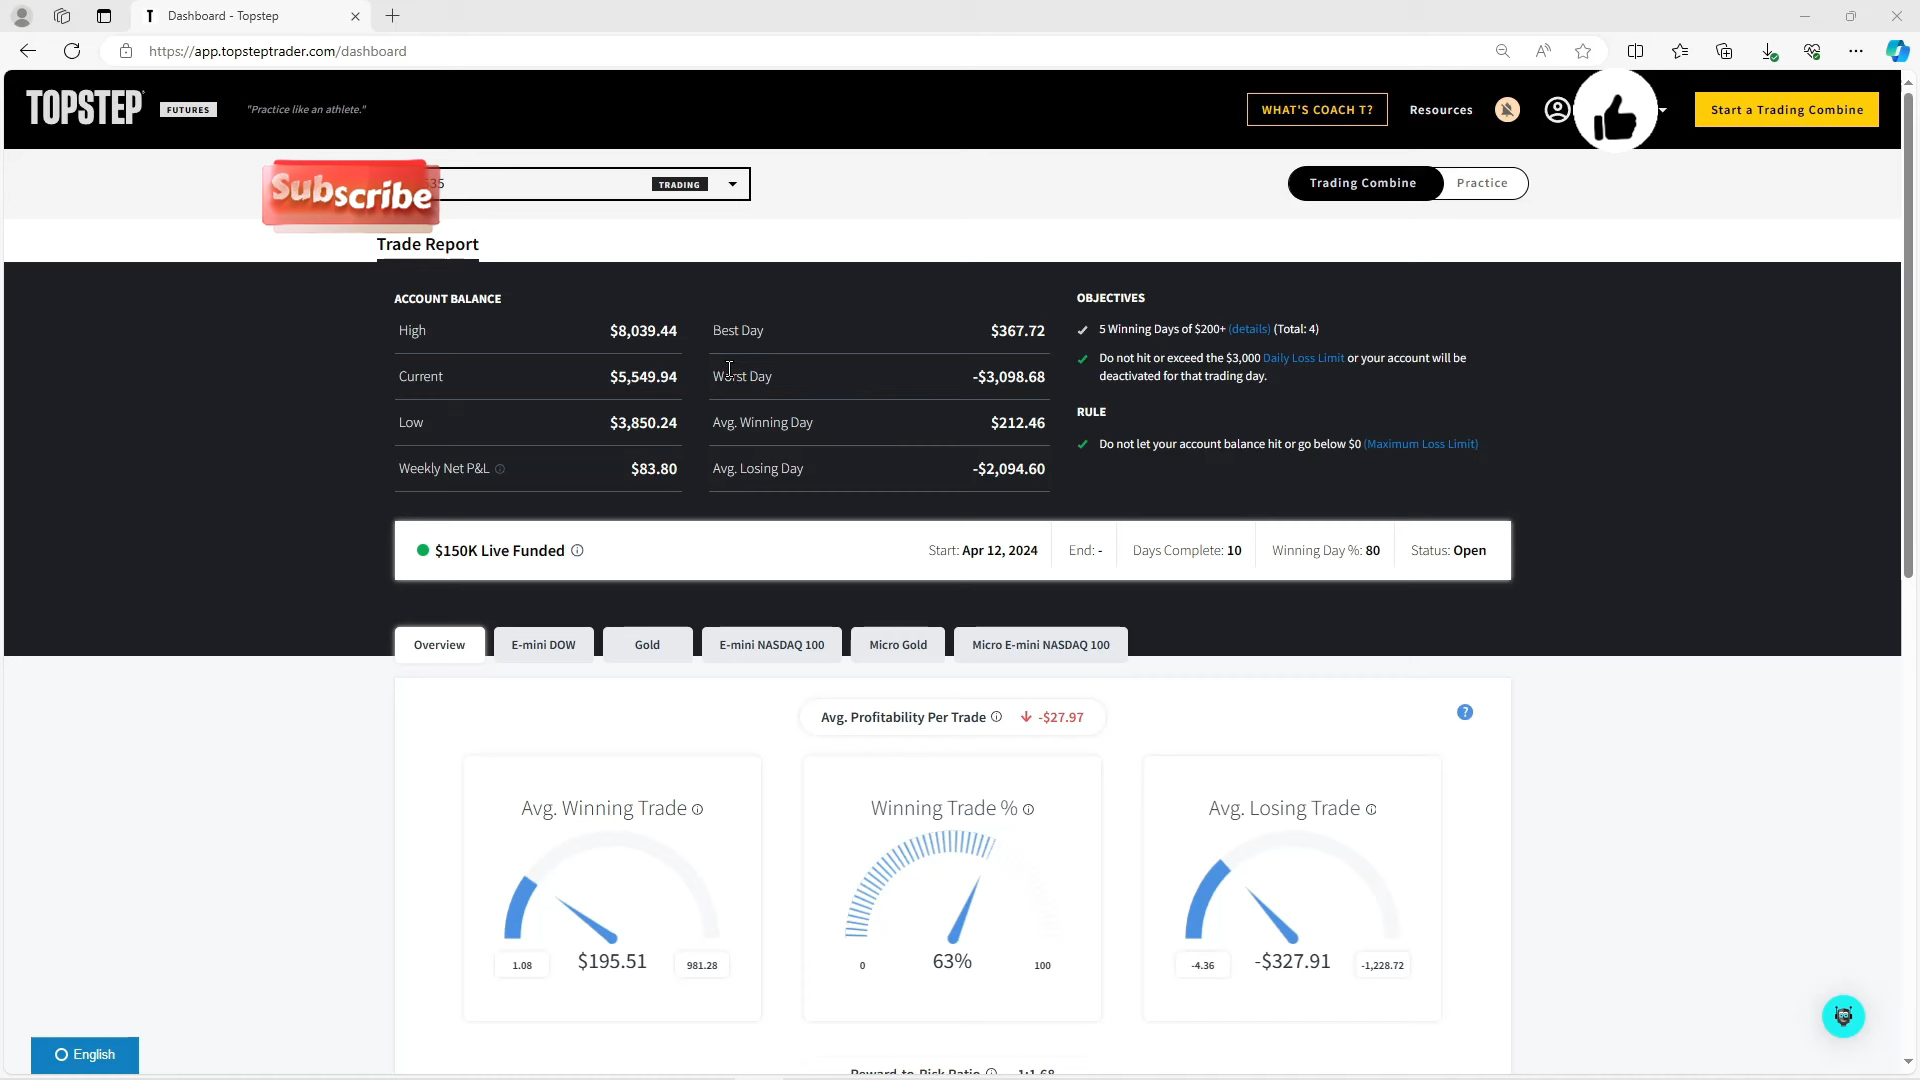 Dashboard - Topstep
https://app.topsteptrader.com/dashboard
TOPSTEP FUTURES "Practice like an athlete."
WHAT'S COACH T? Resources Start a Trading Combine
Subscribe 35 TRADING
Trading Combine Practice
Trade Report
ACCOUNT BALANCE
High $8,039.44
Current $5,549.94
Low $3,850.24
Weekly Net P&L $83.80
Best Day $367.72
Worst Day -$3,098.68
Avg. Winning Day $212.46
Avg. Losing Day -$2,094.60
OBJECTIVES
5 Winning Days of $200+ (details) (Total: 4)
Do not hit or exceed the $3,000 Daily Loss Limit or your account will be
deactivated for that trading day.
RULE
Do not let your account balance hit or go below $0 (Maximum Loss Limit)
$150K Live Funded Start: Apr 12, 2024 End: - Days Complete: 10 Winning Day %: 80 Status: Open
Overview E-mini DOW Gold E-mini NASDAQ 100 Micro Gold Micro E-mini NASDAQ 100
Avg. Profitability Per Trade -$27.97 ?
Avg. Winning Trade
1.08 $195.51 981.28
Winning Trade %
0 63% 100
Avg. Losing Trade
-4.36 -$327.91 -1,228.72
Reward-to-Risk Ratio 1:1.68
English